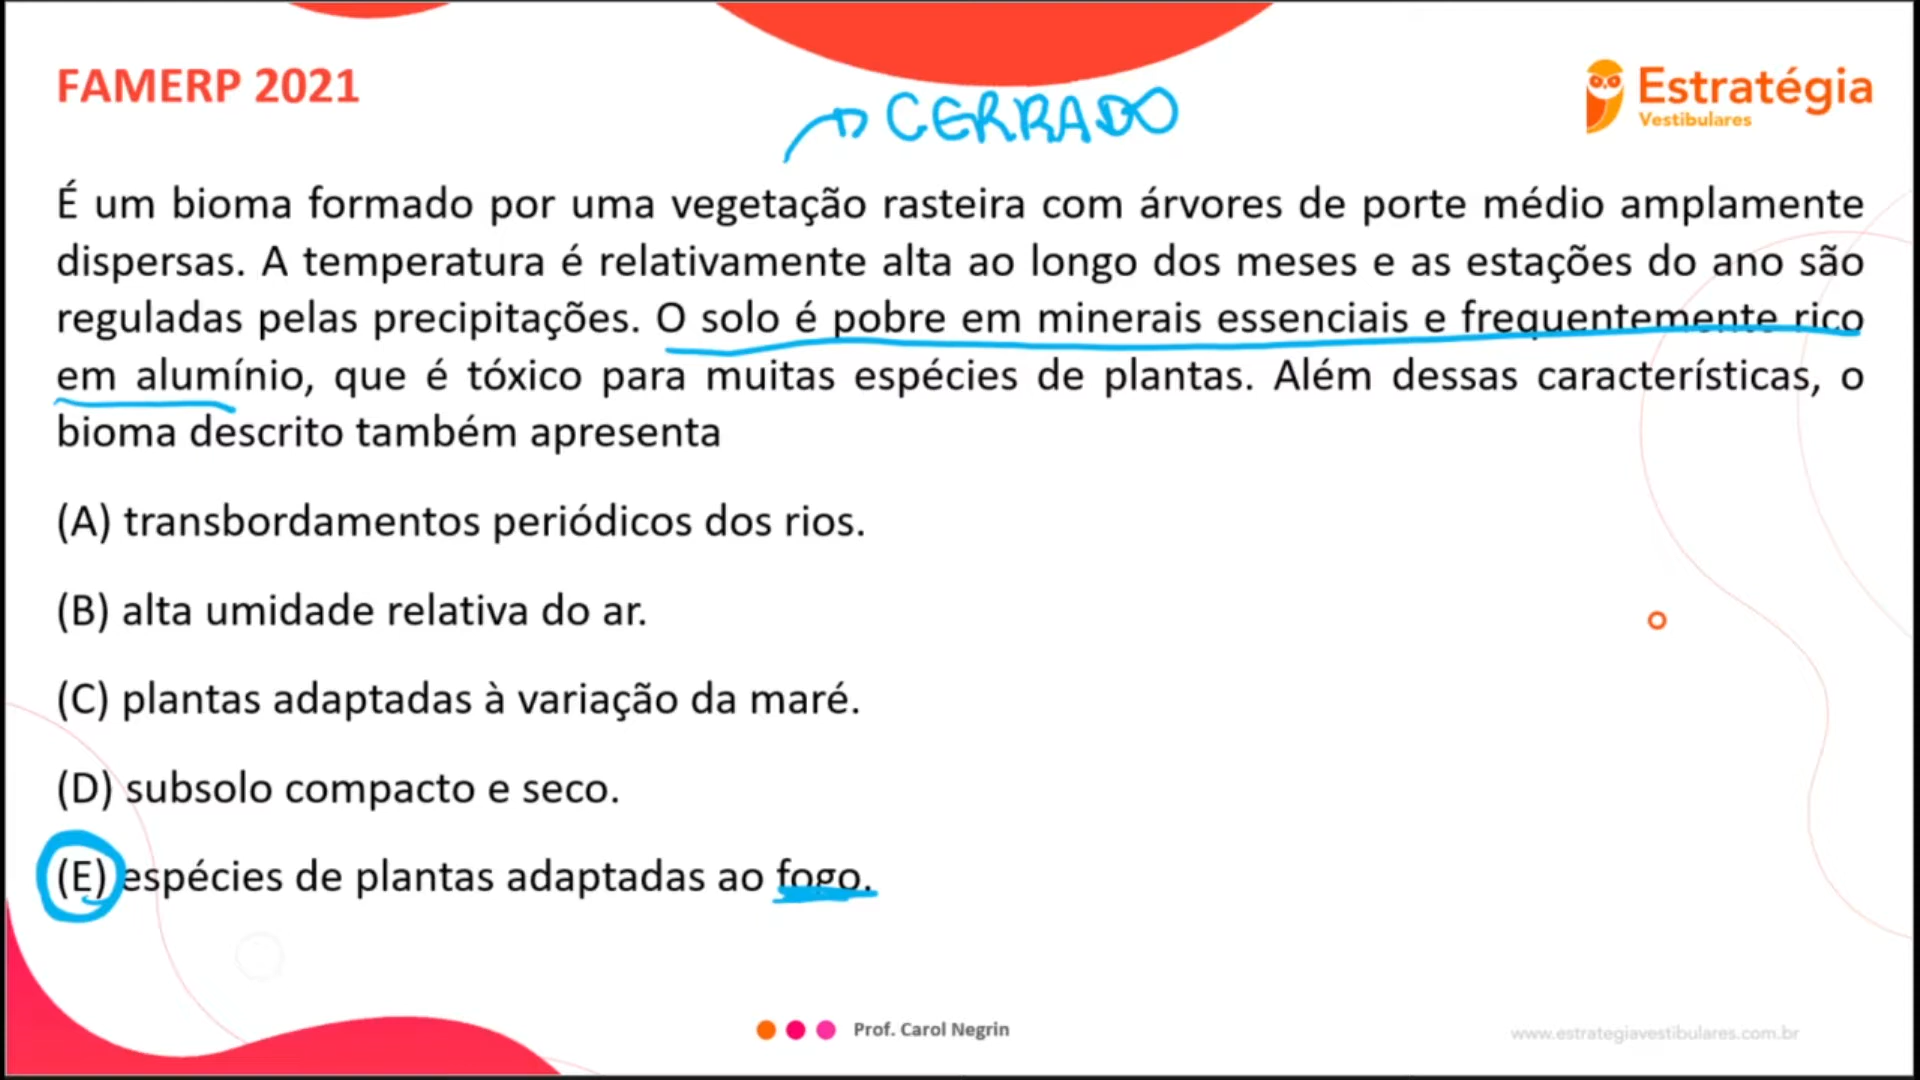 FAMERP 2021
CERRADO
Estratégia
Vestibulares
É um bioma formado por uma vegetação rasteira com árvores de porte médio amplamente
dispersas. A temperatura é relativamente alta ao longo dos meses e as estações do ano são
reguladas pelas precipitações. O solo é pobre em minerais essenciais e frequentemente rico
em alumínio, que é tóxico para muitas espécies de plantas. Além dessas características, o
bioma descrito também apresenta
(A) transbordamentos periódicos dos rios.
(B) alta umidade relativa do ar.
(C) plantas adaptadas à variação da maré.
(D) subsolo compacto e seco.
(E) espécies de plantas adaptadas ao fogo.
Prof. Carol Negrin
www.estrategiavestibulares.com.br